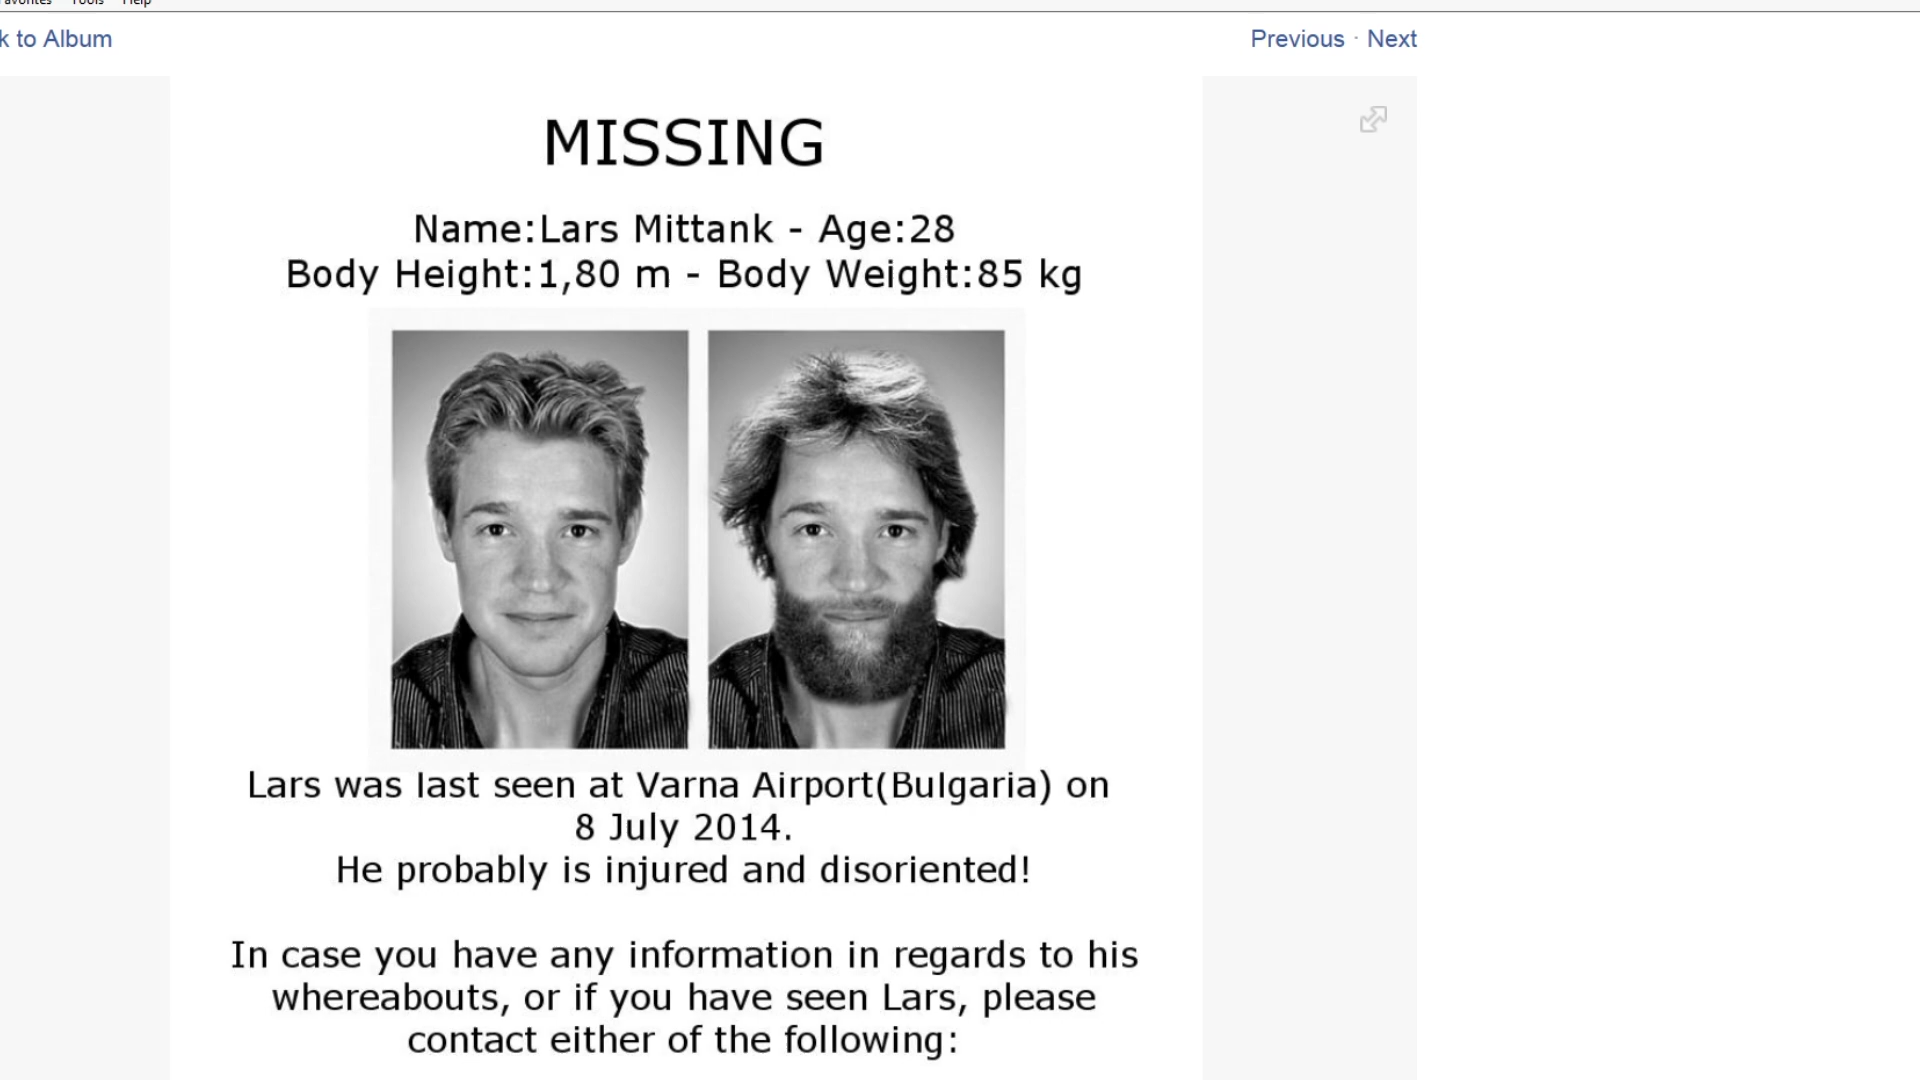 Tools
Help
to Album
Previous · Next
MISSING
Name:Lars Mittank - Age:28
Body Height:1,80 m - Body Weight:85 kg
Lars was last seen at Varna Airport(Bulgaria) on
8 July 2014.
He probably is injured and disoriented!
In case you have any information in regards to his
whereabouts, or if you have seen Lars, please
contact either of the following: